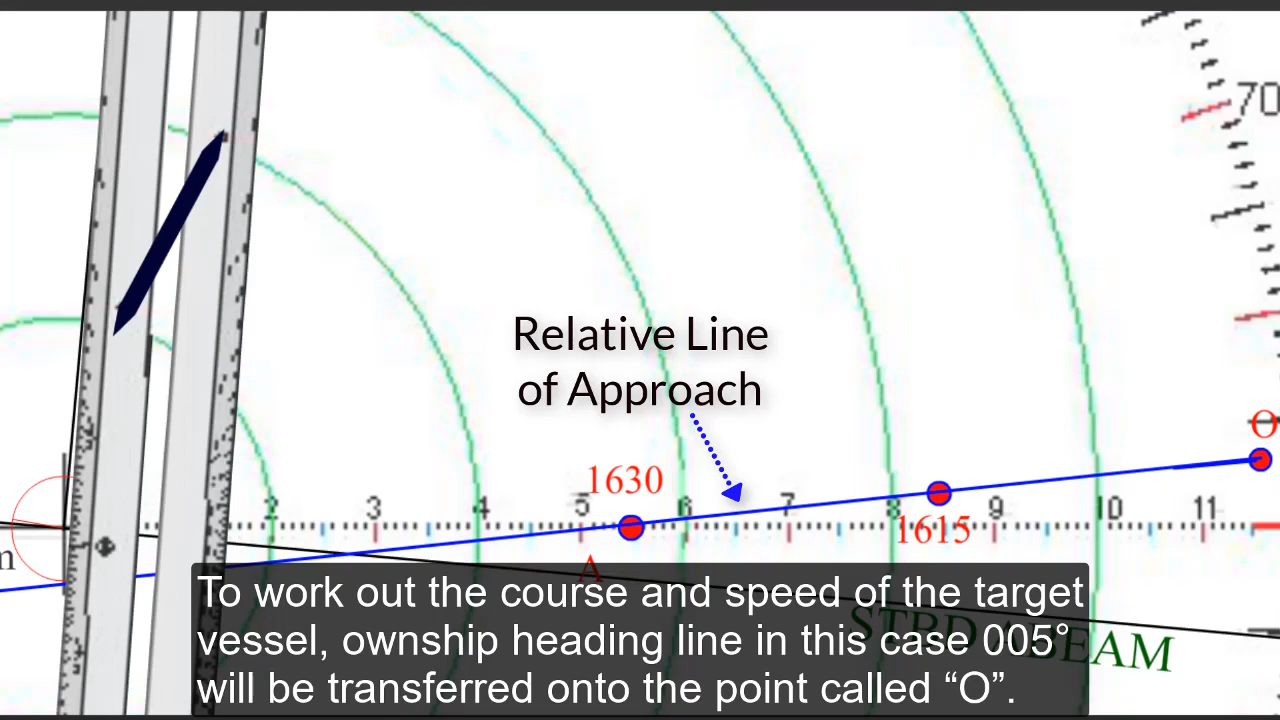 70
Relative Line
of Approach
O
1630
2 3 4 5 6 7 8 9 10 11
1615
m
A
STBD ABEAM
To work out the course and speed of the target
vessel, ownship heading line in this case 005°
will be transferred onto the point called “O”.